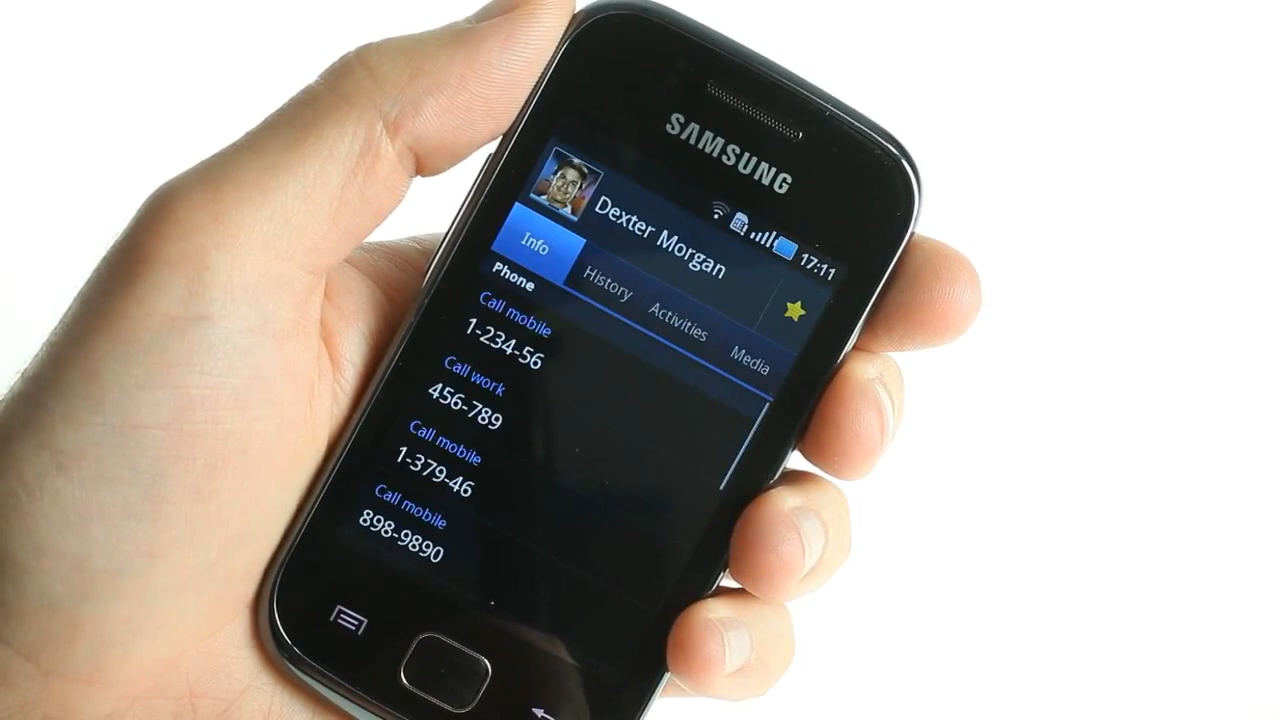 SAMSUNG
17:11
Dexter Morgan
Info
History
Activities
Media
Phone
Call mobile
1-234-56
Call work
456-789
Call mobile
1-379-46
Call mobile
898-9890